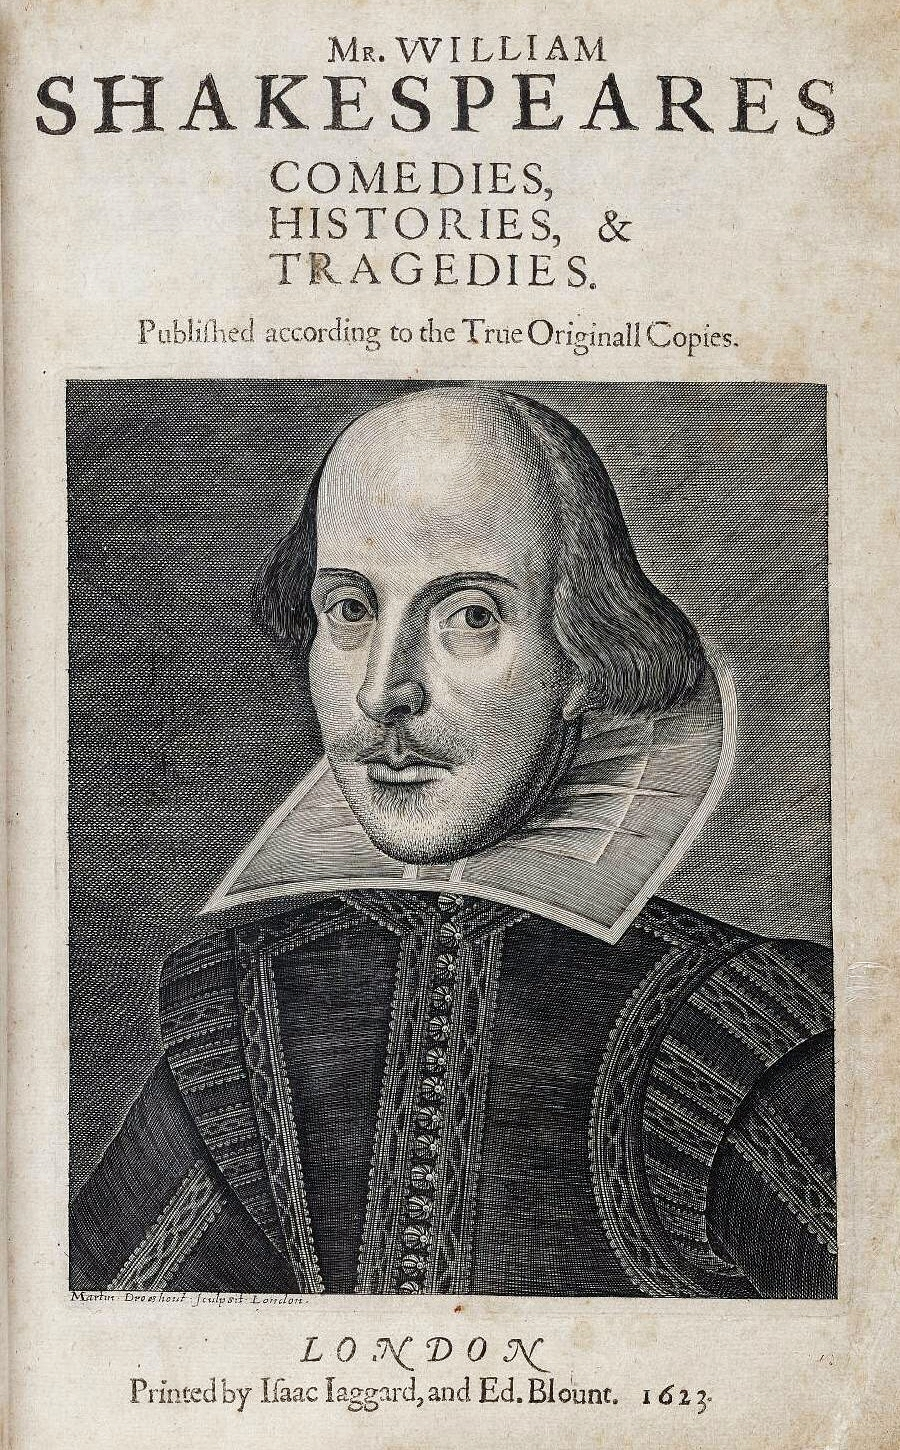 Mr. WILLIAM
SHAKESPEARES
COMEDIES,
HISTORIES, &
TRAGEDIES.
Publiſhed according to the True Originall Copies.
Martin Droeshout ſculpsit London.
LONDON
Printed by Iſaac Iaggard, and Ed. Blount. 1623.